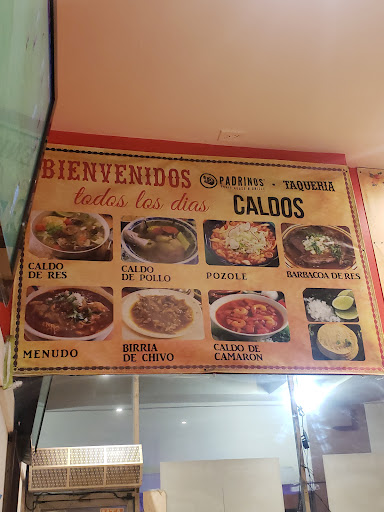 BIENVENIDOS
PADRINOS • TAQUERIA
todos los dias CALDOS
CALDO DE RES
CALDO DE POLLO
POZOLE
BARBACOA DE RES
MENUDO
BIRRIA DE CHIVO
CALDO DE CAMARON